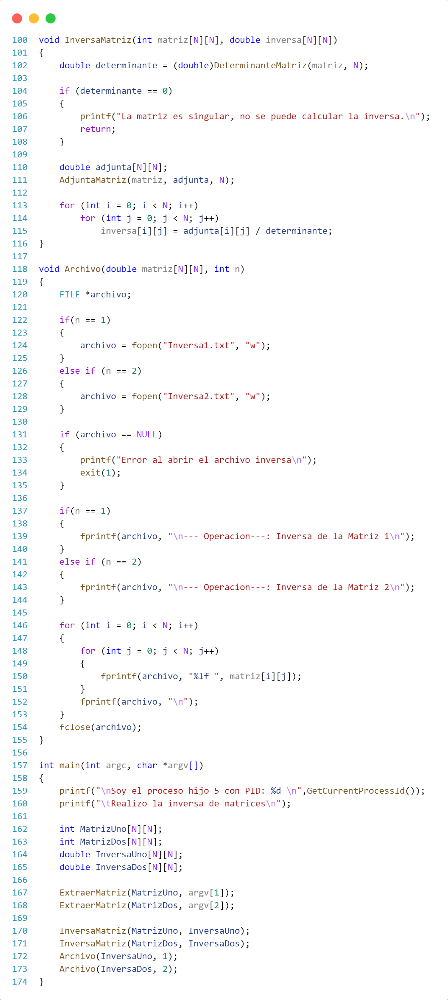 100 void InversaMatriz(int matriz[N][N], double inversa[N][N])
101 {
102     double determinante = (double)DeterminanteMatriz(matriz, N);
103
104     if (determinante == 0)
105     {
106         printf("La matriz es singular, no se puede calcular la inversa.\n");
107         return;
108     }
109
110     double adjunta[N][N];
111     AdjuntaMatriz(matriz, adjunta, N);
112
113     for (int i = 0; i < N; i++)
114         for (int j = 0; j < N; j++)
115             inversa[i][j] = adjunta[i][j] / determinante;
116 }
117
118 void Archivo(double matriz[N][N], int n)
119 {
120     FILE *archivo;
121
122     if(n == 1)
123     {
124         archivo = fopen("Inversa1.txt", "w");
125     }
126     else if (n == 2)
127     {
128         archivo = fopen("Inversa2.txt", "w");
129     }
130
131     if (archivo == NULL)
132     {
133         printf("Error al abrir el archivo inversa\n");
134         exit(1);
135     }
136
137     if(n == 1)
138     {
139         fprintf(archivo, "\n--- Operacion---: Inversa de la Matriz 1\n");
140     }
141     else if (n == 2)
142     {
143         fprintf(archivo, "\n--- Operacion---: Inversa de la Matriz 2\n");
144     }
145
146     for (int i = 0; i < N; i++)
147     {
148         for (int j = 0; j < N; j++)
149         {
150             fprintf(archivo, "%lf ", matriz[i][j]);
151         }
152         fprintf(archivo, "\n");
153     }
154     fclose(archivo);
155 }
156
157 int main(int argc, char *argv[])
158 {
159     printf("\nSoy el proceso hijo 5 con PID: %d \n",GetCurrentProcessId());
160     printf("\tRealizo la inversa de matrices\n");
161
162     int MatrizUno[N][N];
163     int MatrizDos[N][N];
164     double InversaUno[N][N];
165     double InversaDos[N][N];
166
167     ExtraerMatriz(MatrizUno, argv[1]);
168     ExtraerMatriz(MatrizDos, argv[2]);
169
170     InversaMatriz(MatrizUno, InversaUno);
171     InversaMatriz(MatrizDos, InversaDos);
172     Archivo(InversaUno, 1);
173     Archivo(InversaDos, 2);
174 }